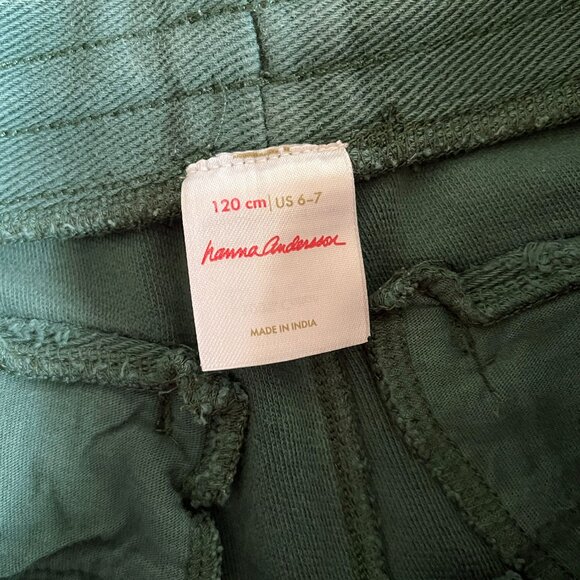 120 cm | US 6–7
hanna andersson
MADE IN INDIA